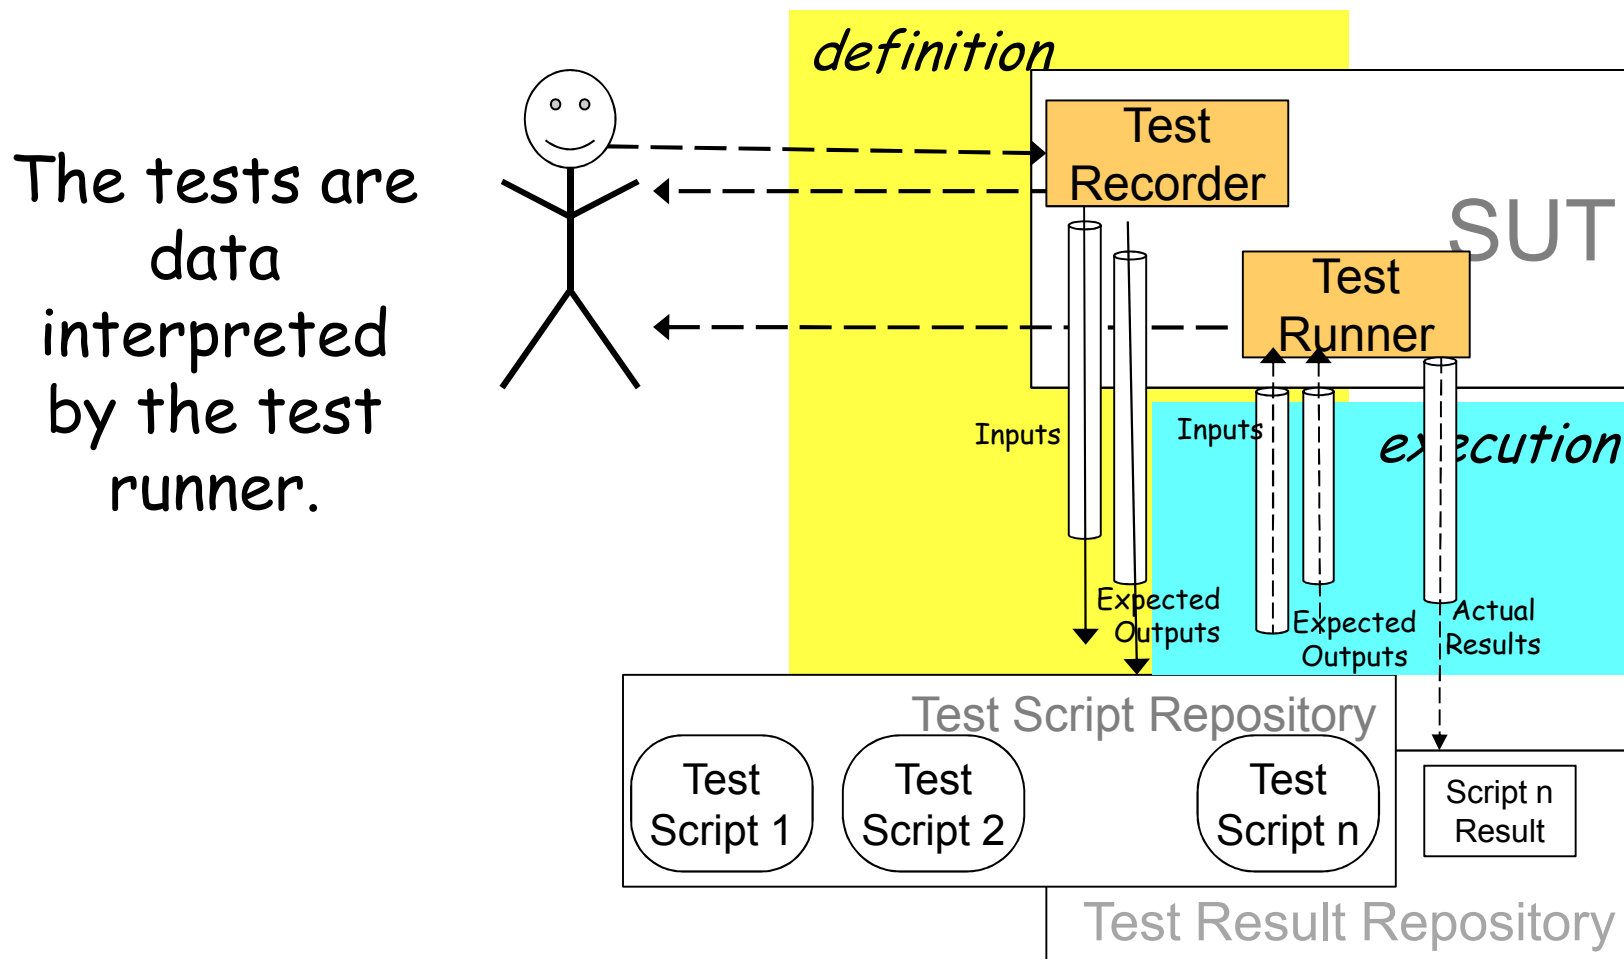 The tests are
data
interpreted
by the test
runner.
definition
Test
Recorder
SUT
Test
Runner
Inputs
Inputs
execution
Expected
Outputs
Expected
Outputs
Actual
Results
Test Script Repository
Test
Script 1
Test
Script 2
Test
Script n
Script n
Result
Test Result Repository